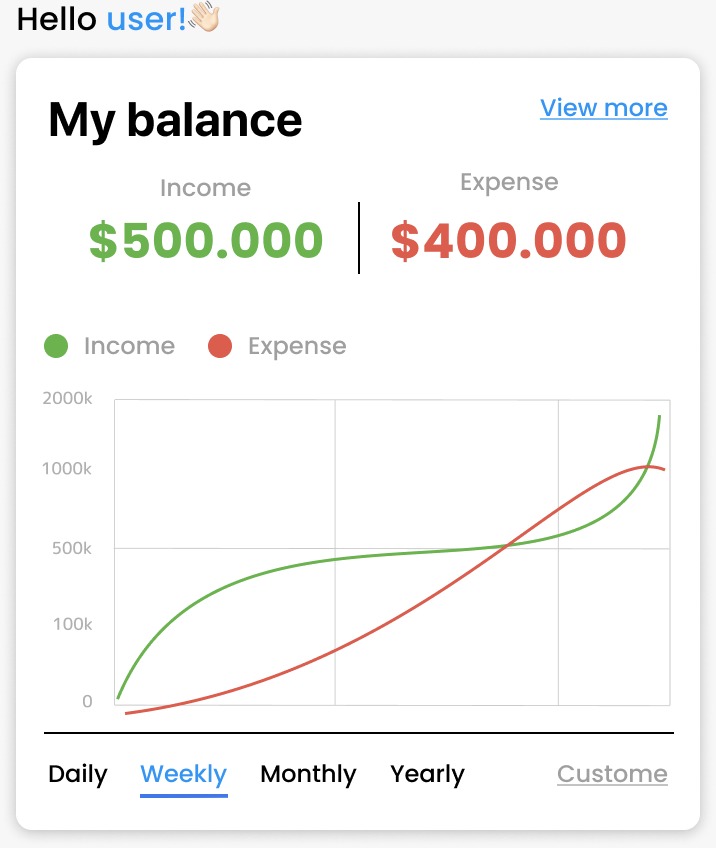 Hello user!👋🏻
My balance
View more
Income
Expense
$500.000
$400.000
Income
Expense
2000k
1000k
500k
100k
0
Daily Weekly Monthly Yearly Custome